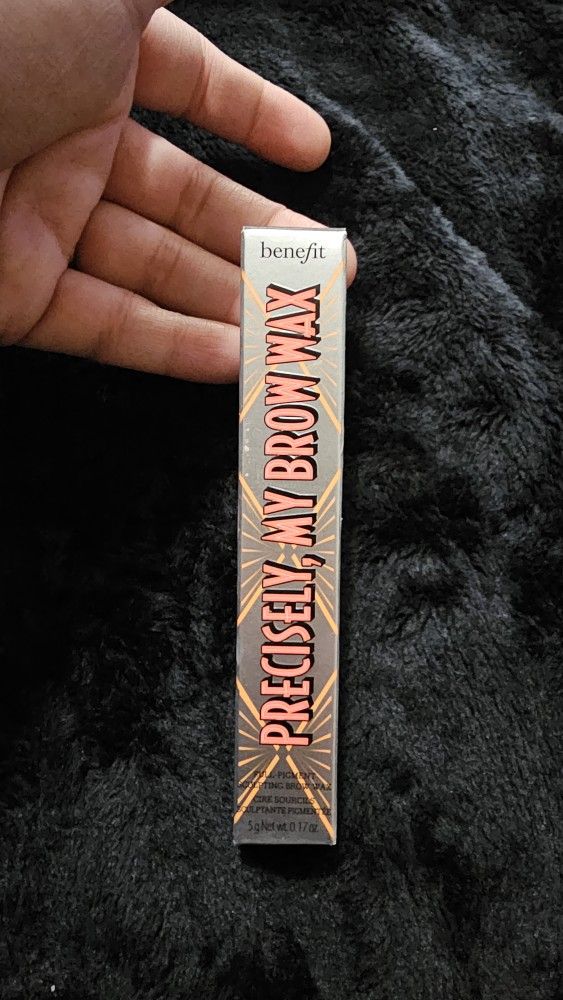 benefit
PRECISELY, MY BROW WAX
FULL-PIGMENT
SCULPTING BROW WAX
CIRE SOURCILS
SCULPTANTE PIGMENTÉE
5 g Net wt. 0.17 oz.